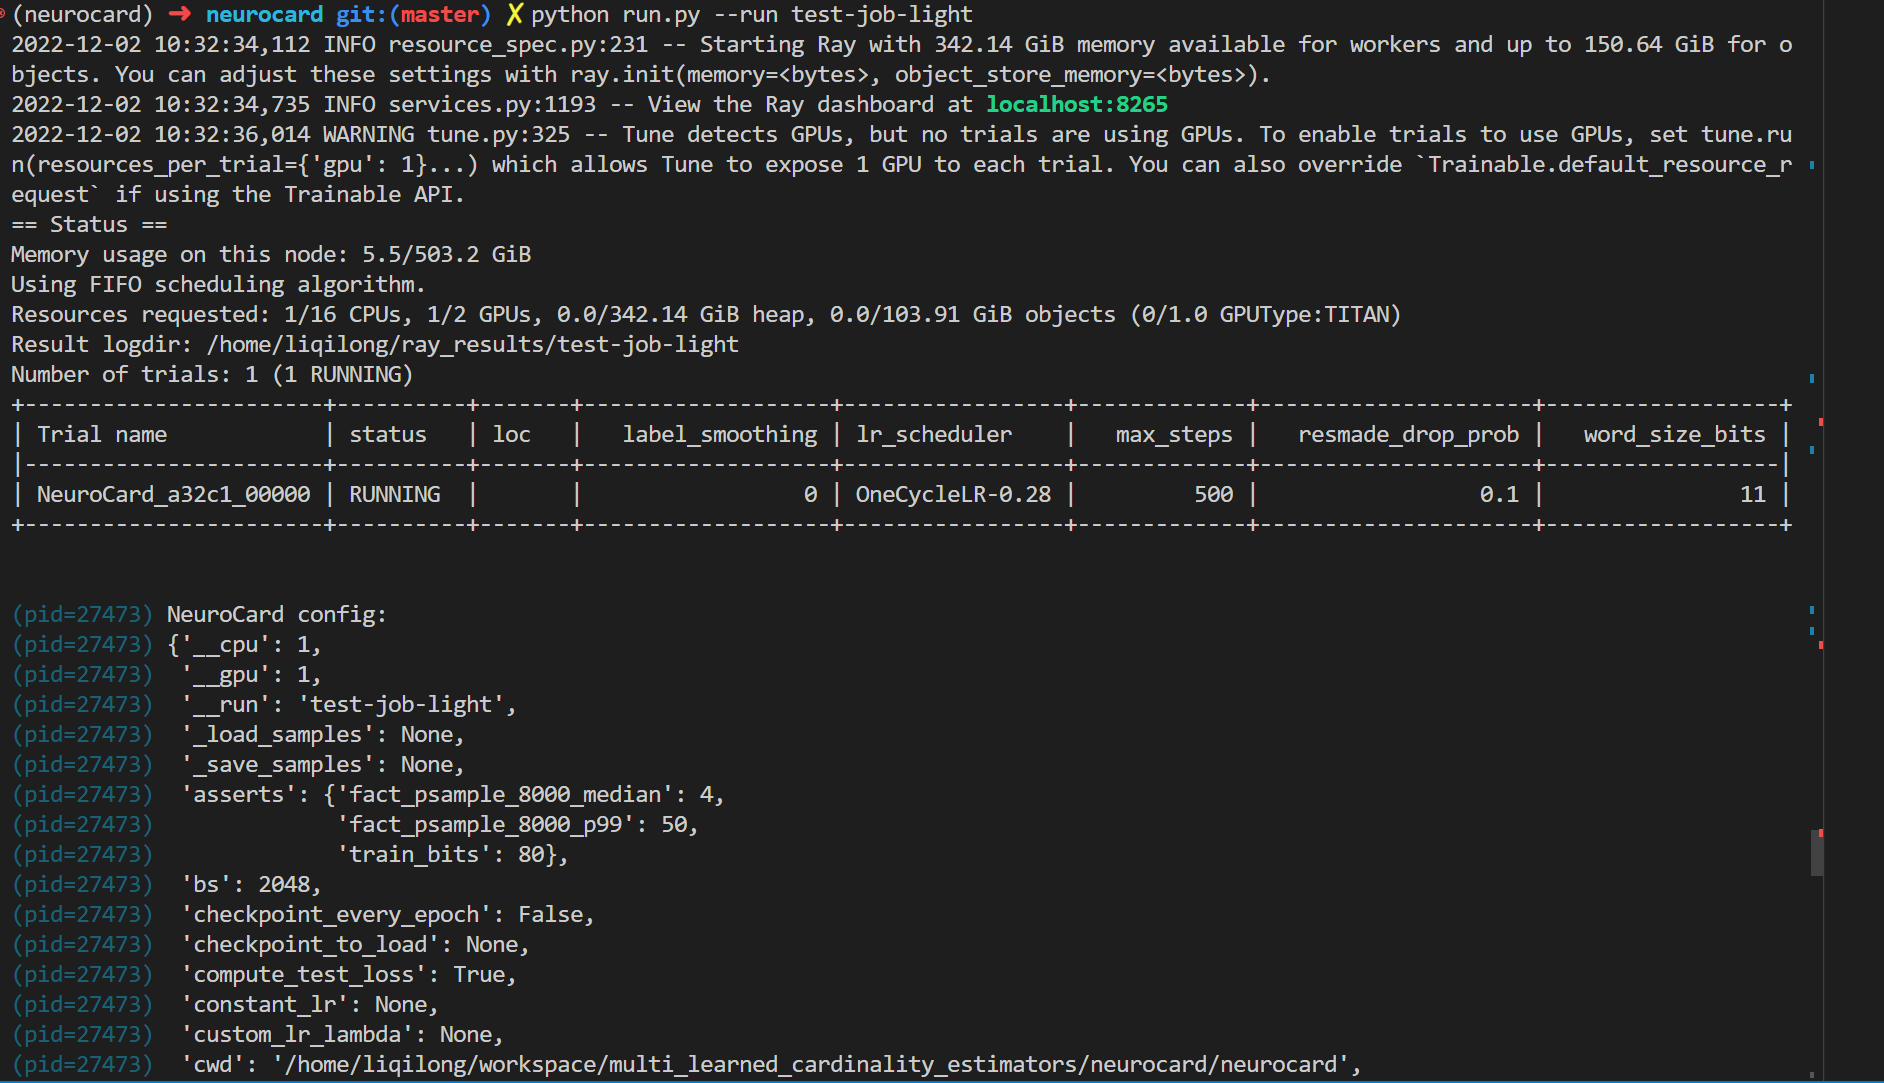 (neurocard) ➜ neurocard git:(master) ✗ python run.py --run test-job-light
2022-12-02 10:32:34,112 INFO resource_spec.py:231 -- Starting Ray with 342.14 GiB memory available for workers and up to 150.64 GiB for o
bjects. You can adjust these settings with ray.init(memory=<bytes>, object_store_memory=<bytes>).
2022-12-02 10:32:34,735 INFO services.py:1193 -- View the Ray dashboard at localhost:8265
2022-12-02 10:32:36,014 WARNING tune.py:325 -- Tune detects GPUs, but no trials are using GPUs. To enable trials to use GPUs, set tune.ru
n(resources_per_trial={'gpu': 1}...) which allows Tune to expose 1 GPU to each trial. You can also override `Trainable.default_resource_r
equest` if using the Trainable API.
== Status ==
Memory usage on this node: 5.5/503.2 GiB
Using FIFO scheduling algorithm.
Resources requested: 1/16 CPUs, 1/2 GPUs, 0.0/342.14 GiB heap, 0.0/103.91 GiB objects (0/1.0 GPUType:TITAN)
Result logdir: /home/liqilong/ray_results/test-job-light
Number of trials: 1 (1 RUNNING)
+-----------------------+----------+-------+-------------------+-----------------+-------------+---------------------+------------------+
| Trial name            | status   | loc   |   label_smoothing | lr_scheduler    |   max_steps |   resmade_drop_prob |   word_size_bits |
|-----------------------+----------+-------+-------------------+-----------------+-------------+---------------------+------------------|
| NeuroCard_a32c1_00000 | RUNNING  |       |                 0 | OneCycleLR-0.28 |         500 |                 0.1 |               11 |
+-----------------------+----------+-------+-------------------+-----------------+-------------+---------------------+------------------+
(pid=27473) NeuroCard config:
(pid=27473) {'__cpu': 1,
(pid=27473)  '__gpu': 1,
(pid=27473)  '__run': 'test-job-light',
(pid=27473)  '_load_samples': None,
(pid=27473)  '_save_samples': None,
(pid=27473)  'asserts': {'fact_psample_8000_median': 4,
(pid=27473)              'fact_psample_8000_p99': 50,
(pid=27473)              'train_bits': 80},
(pid=27473)  'bs': 2048,
(pid=27473)  'checkpoint_every_epoch': False,
(pid=27473)  'checkpoint_to_load': None,
(pid=27473)  'compute_test_loss': True,
(pid=27473)  'constant_lr': None,
(pid=27473)  'custom_lr_lambda': None,
(pid=27473)  'cwd': '/home/liqilong/workspace/multi_learned_cardinality_estimators/neurocard/neurocard',